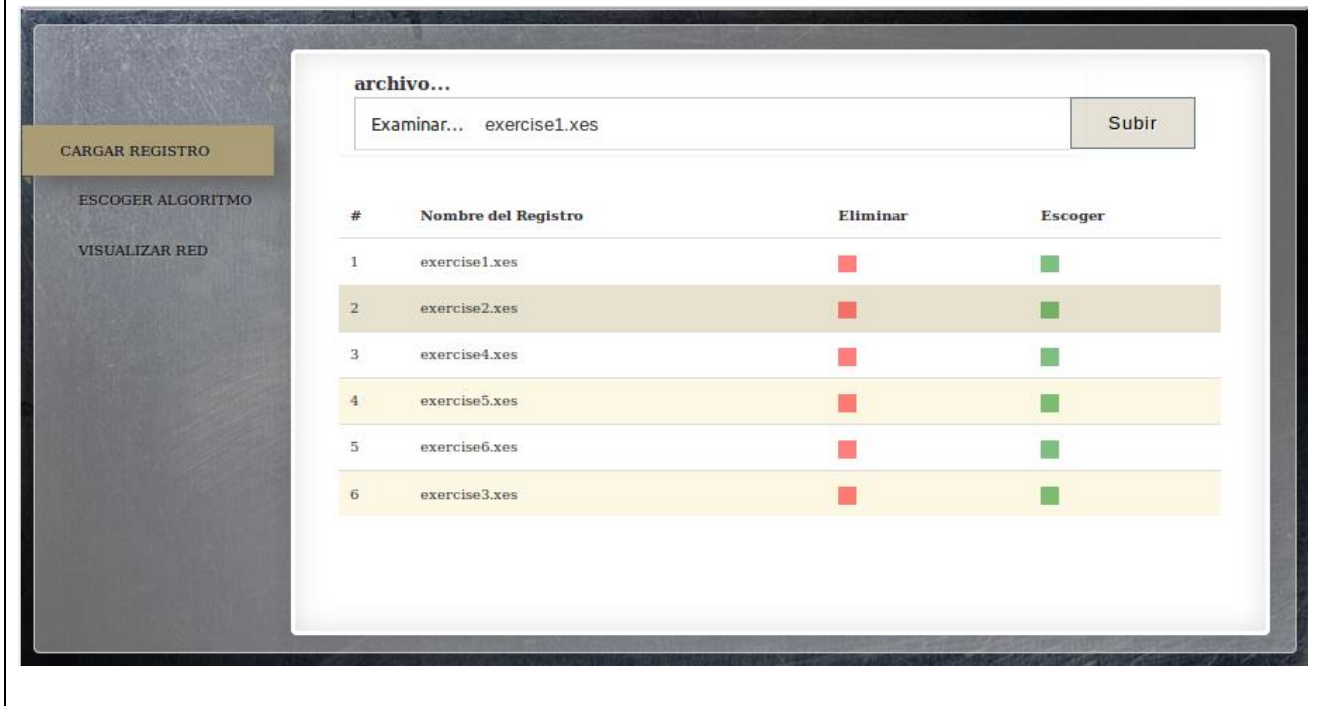 CARGAR REGISTRO
ESCOGER ALGORITMO
VISUALIZAR RED
archivo...
Examinar... exercise1.xes Subir
# Nombre del Registro Eliminar Escoger
1 exercise1.xes
2 exercise2.xes
3 exercise4.xes
4 exercise5.xes
5 exercise6.xes
6 exercise3.xes